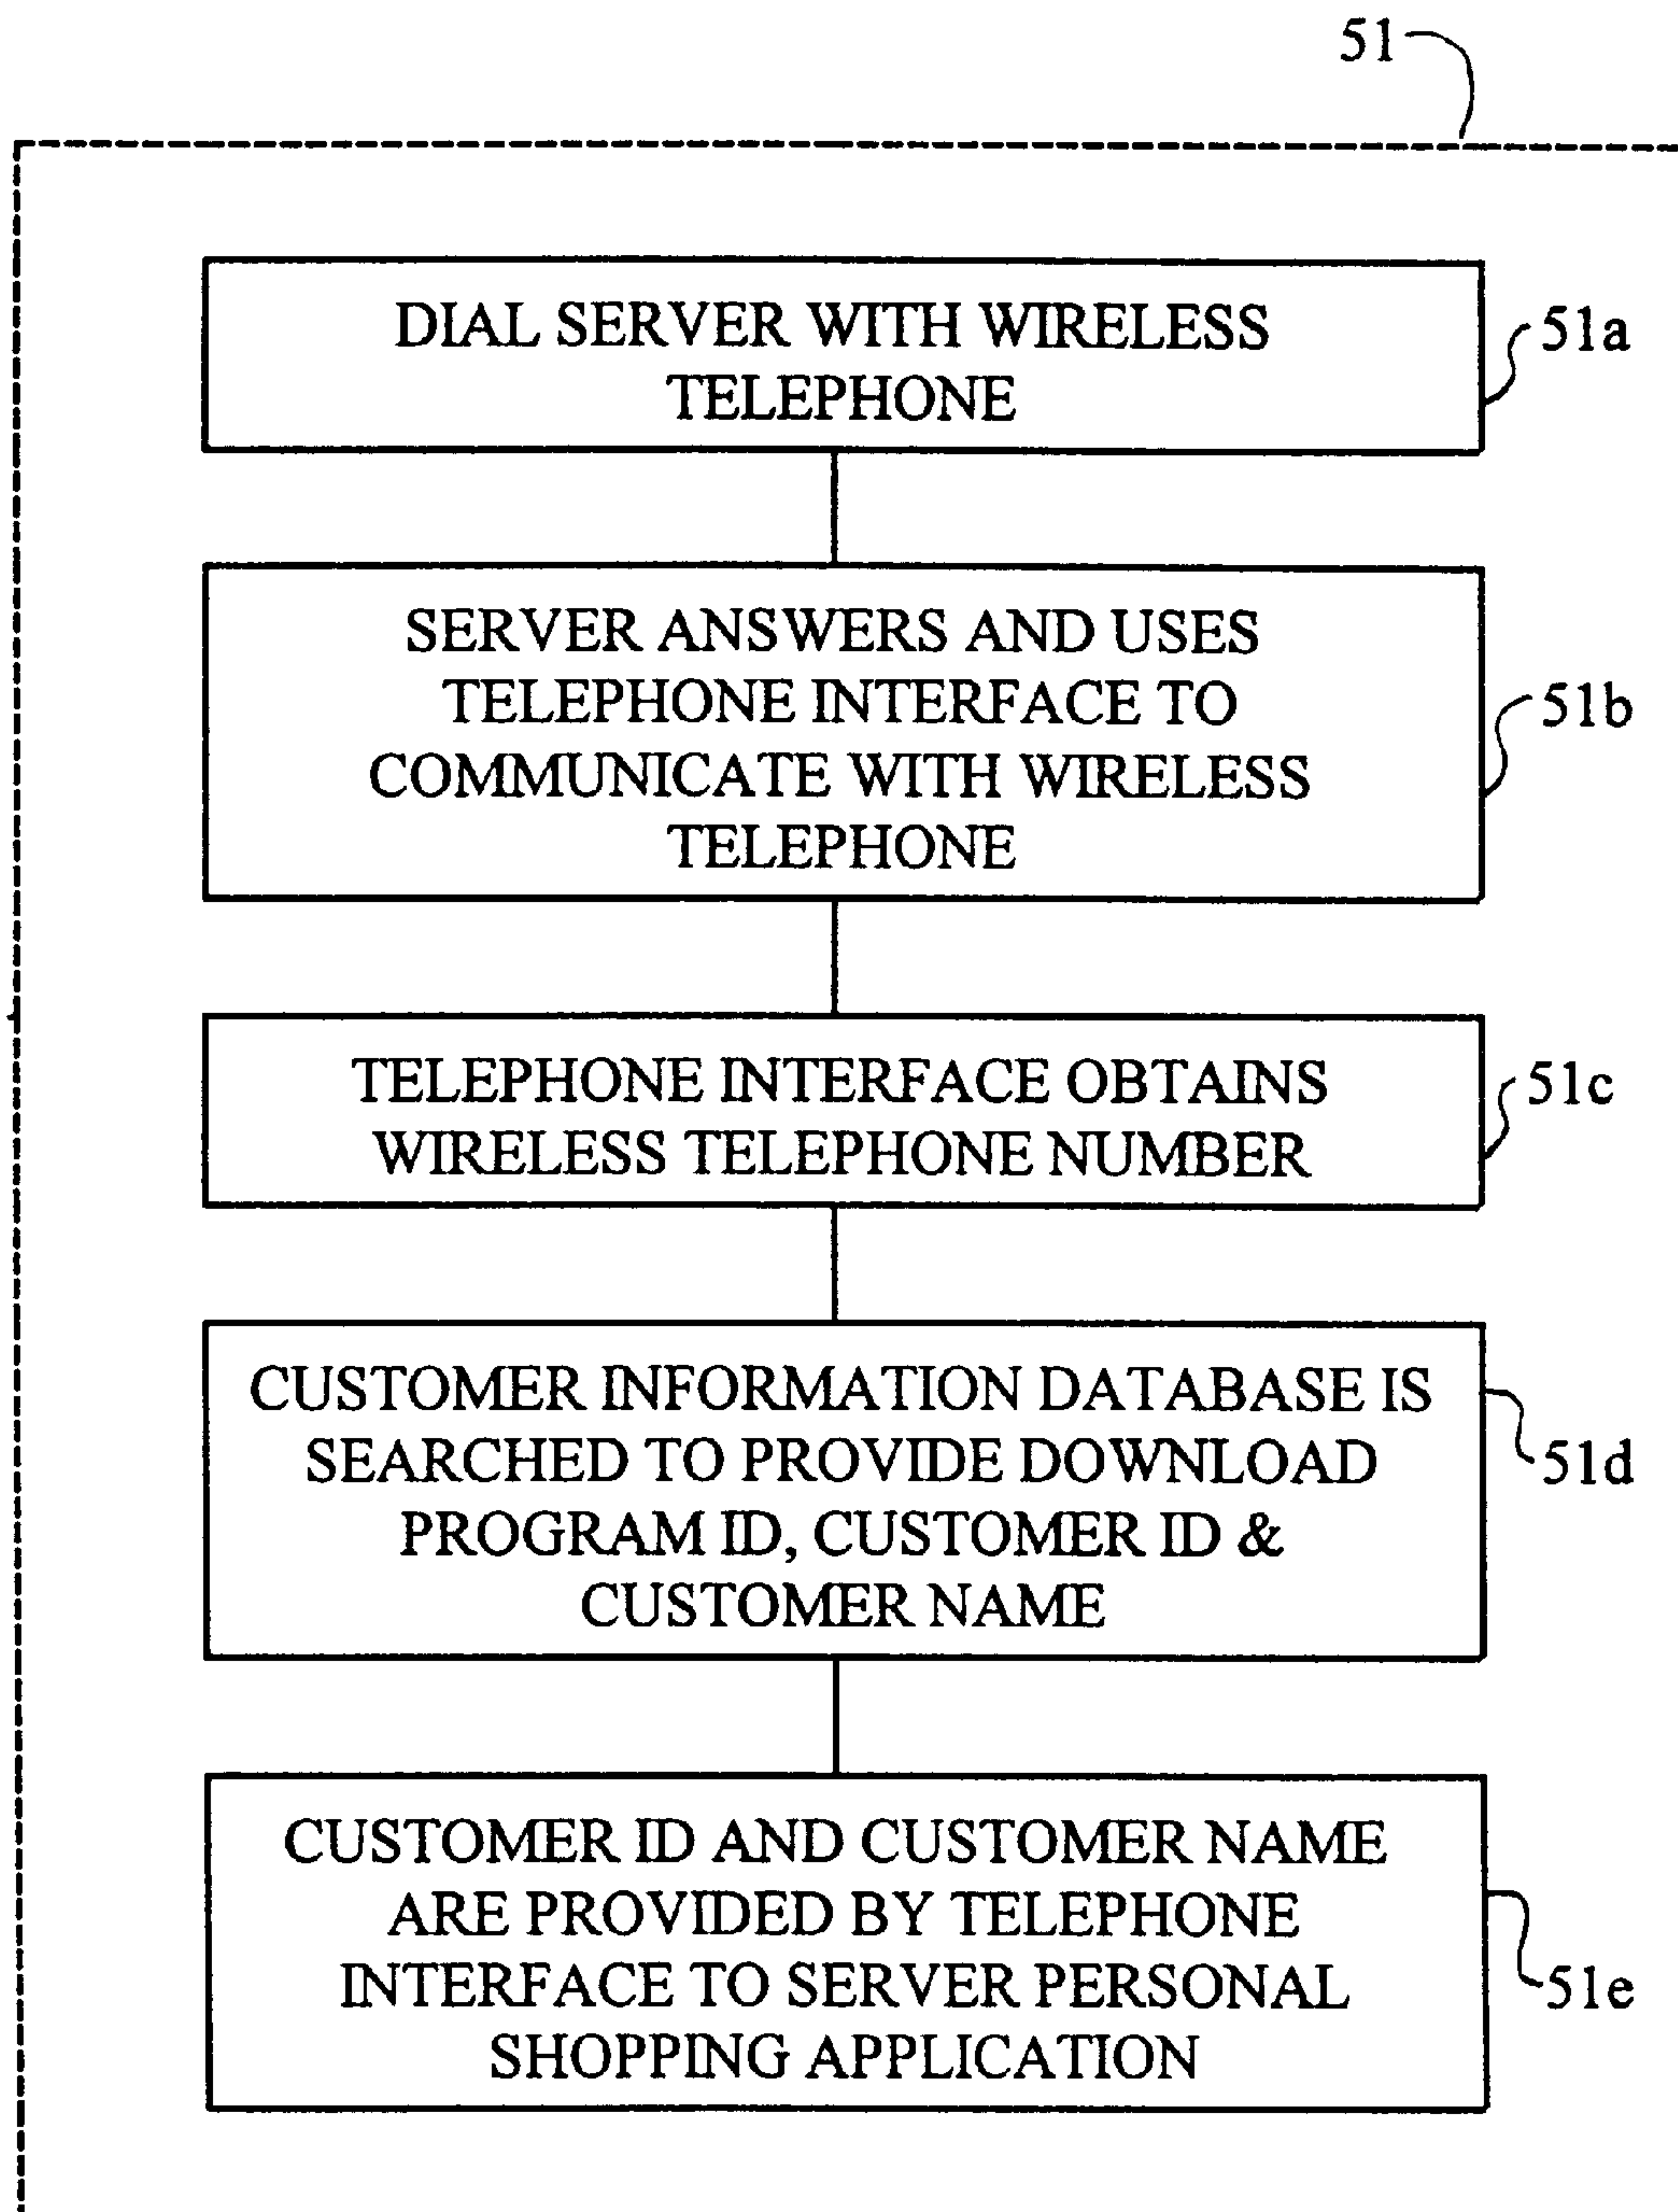 51
DIAL SERVER WITH WIRELESS
TELEPHONE
51a
SERVER ANSWERS AND USES
TELEPHONE INTERFACE TO
COMMUNICATE WITH WIRELESS
TELEPHONE
51b
TELEPHONE INTERFACE OBTAINS
WIRELESS TELEPHONE NUMBER
51c
CUSTOMER INFORMATION DATABASE IS
SEARCHED TO PROVIDE DOWNLOAD
PROGRAM ID, CUSTOMER ID &
CUSTOMER NAME
51d
CUSTOMER ID AND CUSTOMER NAME
ARE PROVIDED BY TELEPHONE
INTERFACE TO SERVER PERSONAL
SHOPPING APPLICATION
51e